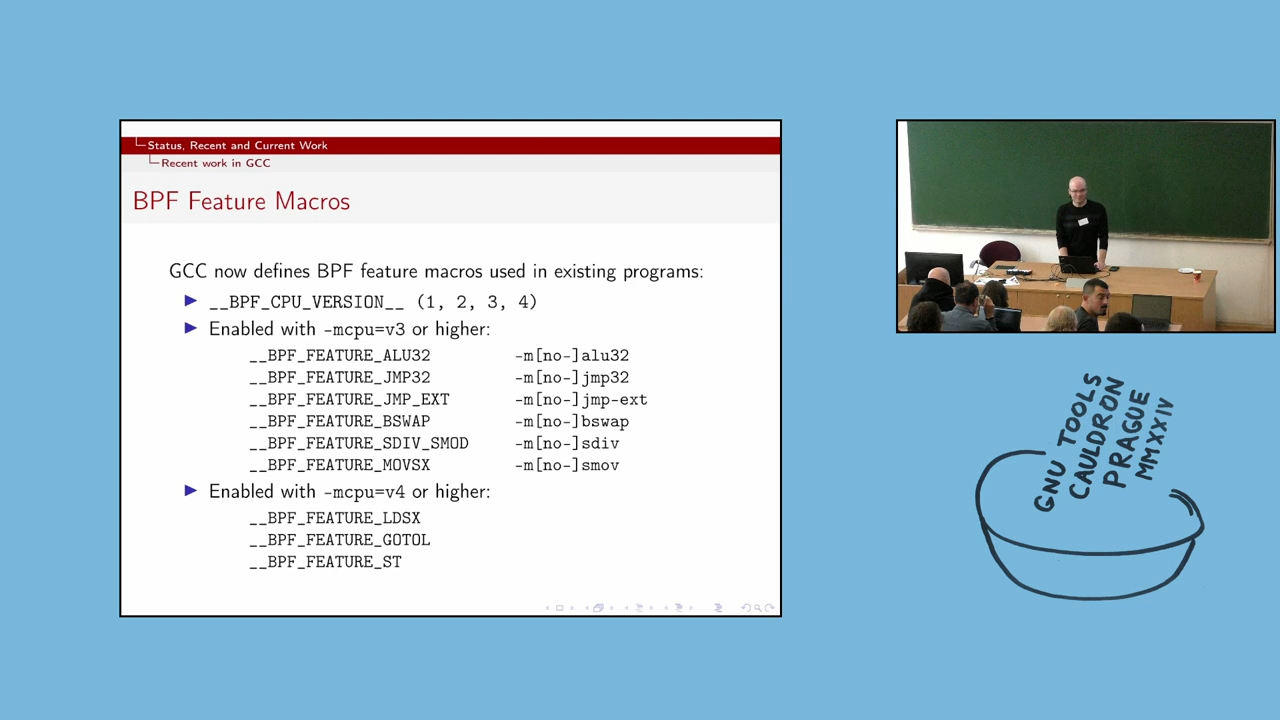 Status, Recent and Current Work
Recent work in GCC
BPF Feature Macros
GCC now defines BPF feature macros used in existing programs:
__BPF_CPU_VERSION__ (1, 2, 3, 4)
Enabled with -mcpu=v3 or higher:
__BPF_FEATURE_ALU32 -m[no-]alu32
__BPF_FEATURE_JMP32 -m[no-]jmp32
__BPF_FEATURE_JMP_EXT -m[no-]jmp-ext
__BPF_FEATURE_BSWAP -m[no-]bswap
__BPF_FEATURE_SDIV_SMOD -m[no-]sdiv
__BPF_FEATURE_MOVSX -m[no-]smov
Enabled with -mcpu=v4 or higher:
__BPF_FEATURE_LDSX
__BPF_FEATURE_GOTOL
__BPF_FEATURE_ST
GNU TOOLS
CAULDRON
PRAGUE
MMXXIV